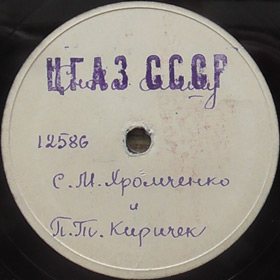 ЦГАЗ СССР
12586
С. М. Хромченко
и
П. Т. Киричек